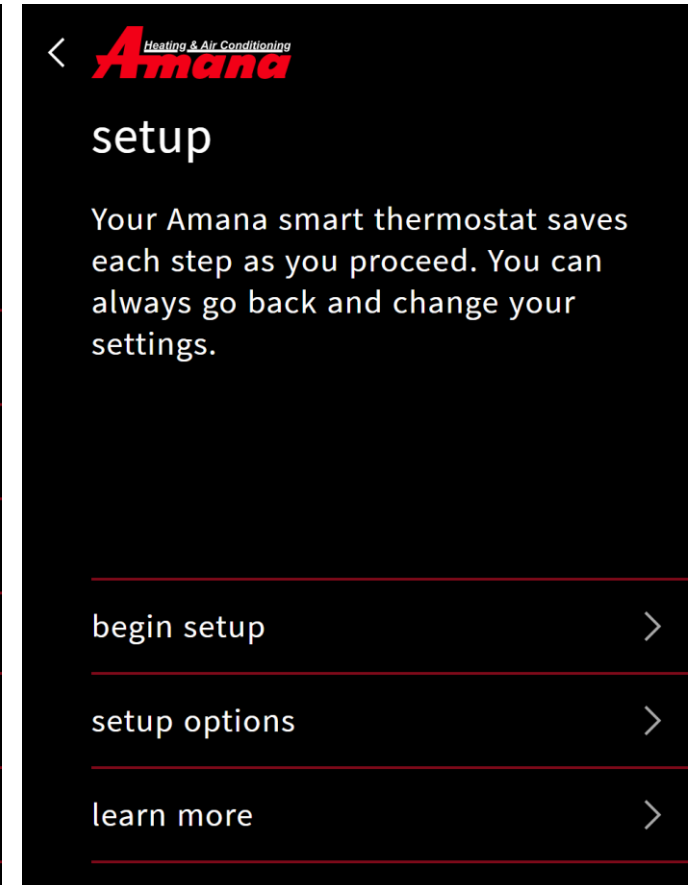 Heating & Air Conditioning
Amana
setup
Your Amana smart thermostat saves
each step as you proceed. You can
always go back and change your
settings.
begin setup
setup options
learn more